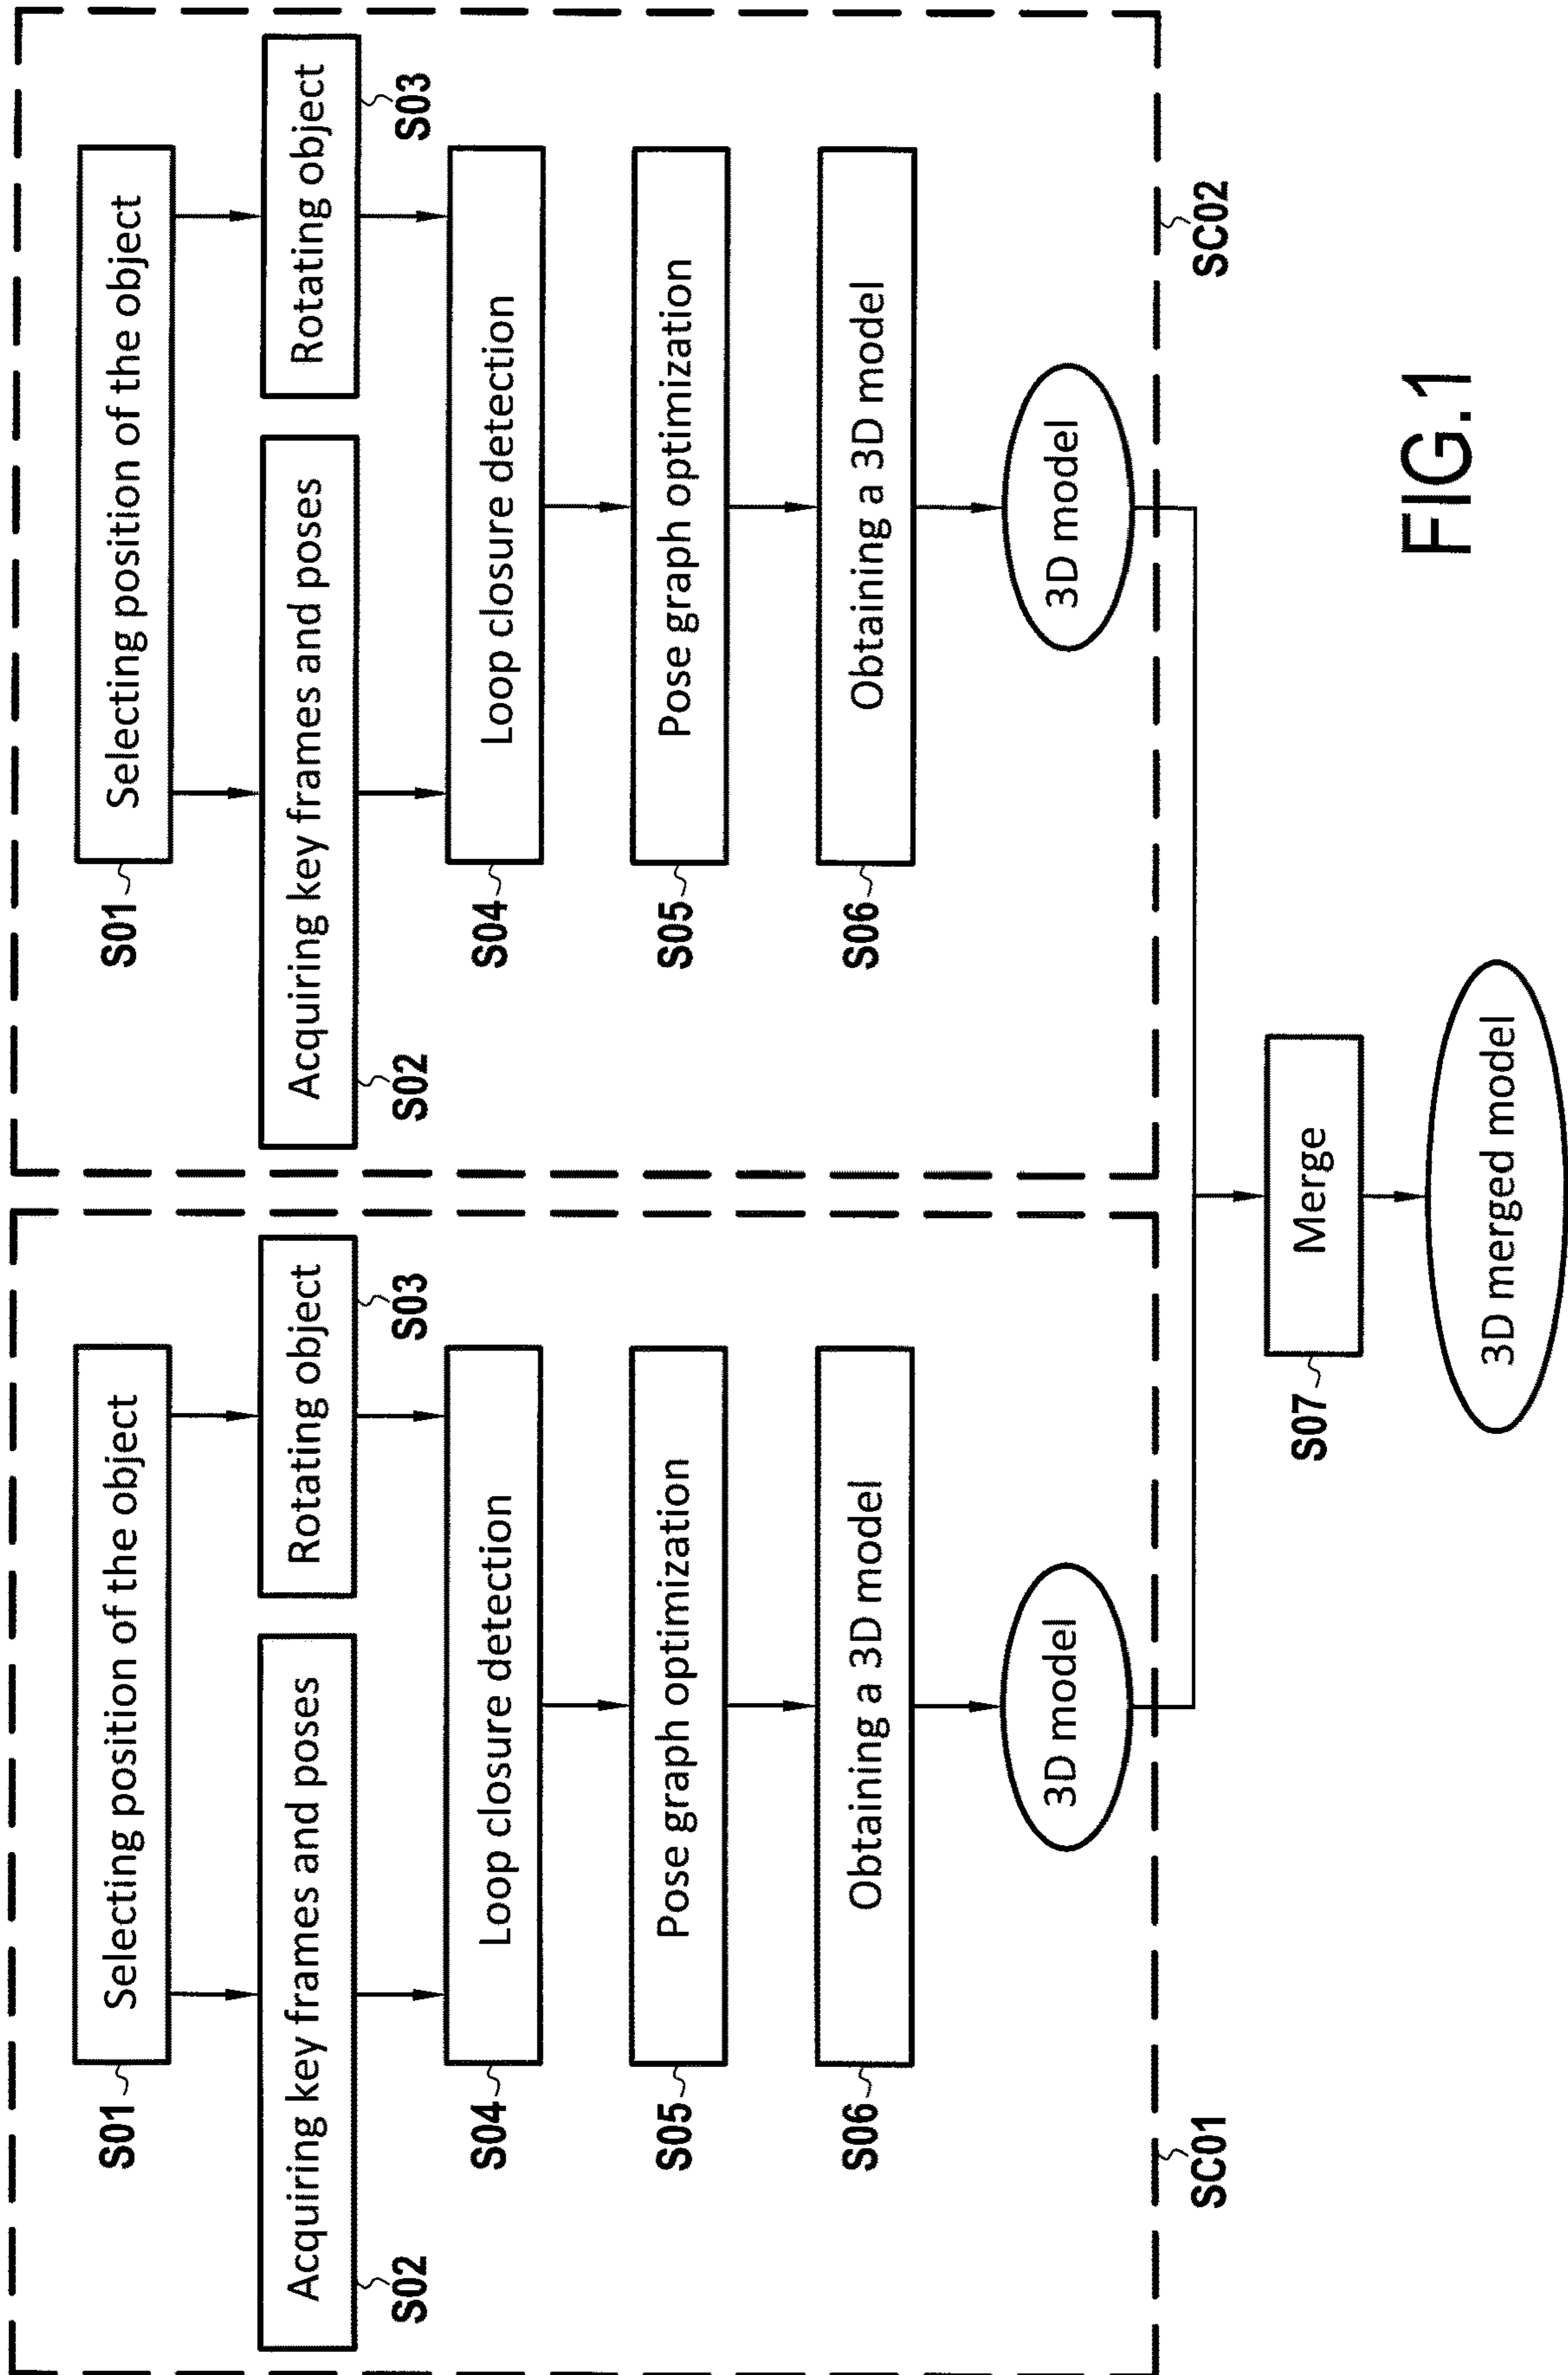 Selecting position of the object
S01
Acquiring key frames and poses
S02
Rotating object
S03
Loop closure detection
S04
Pose graph optimization
S05
Obtaining a 3D model
S06
3D model
SC01
Selecting position of the object
S01
Acquiring key frames and poses
S02
Rotating object
S03
Loop closure detection
S04
Pose graph optimization
S05
Obtaining a 3D model
S06
3D model
SC02
Merge
S07
3D merged model
FIG.1